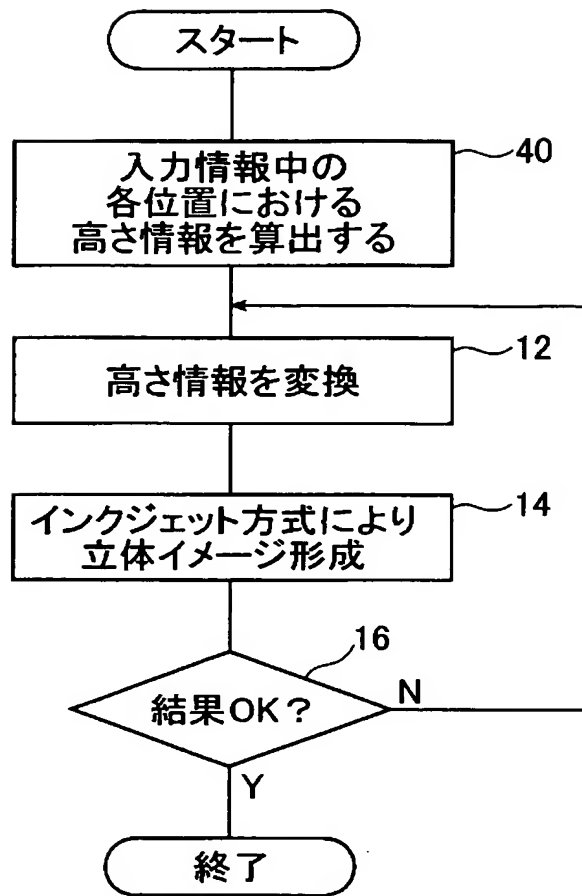 スタート
入力情報中の
各位置における
高さ情報を算出する
40
高さ情報を変換
12
インクジェット方式により
立体イメージ形成
14
16
結果OK?
N
Y
終了